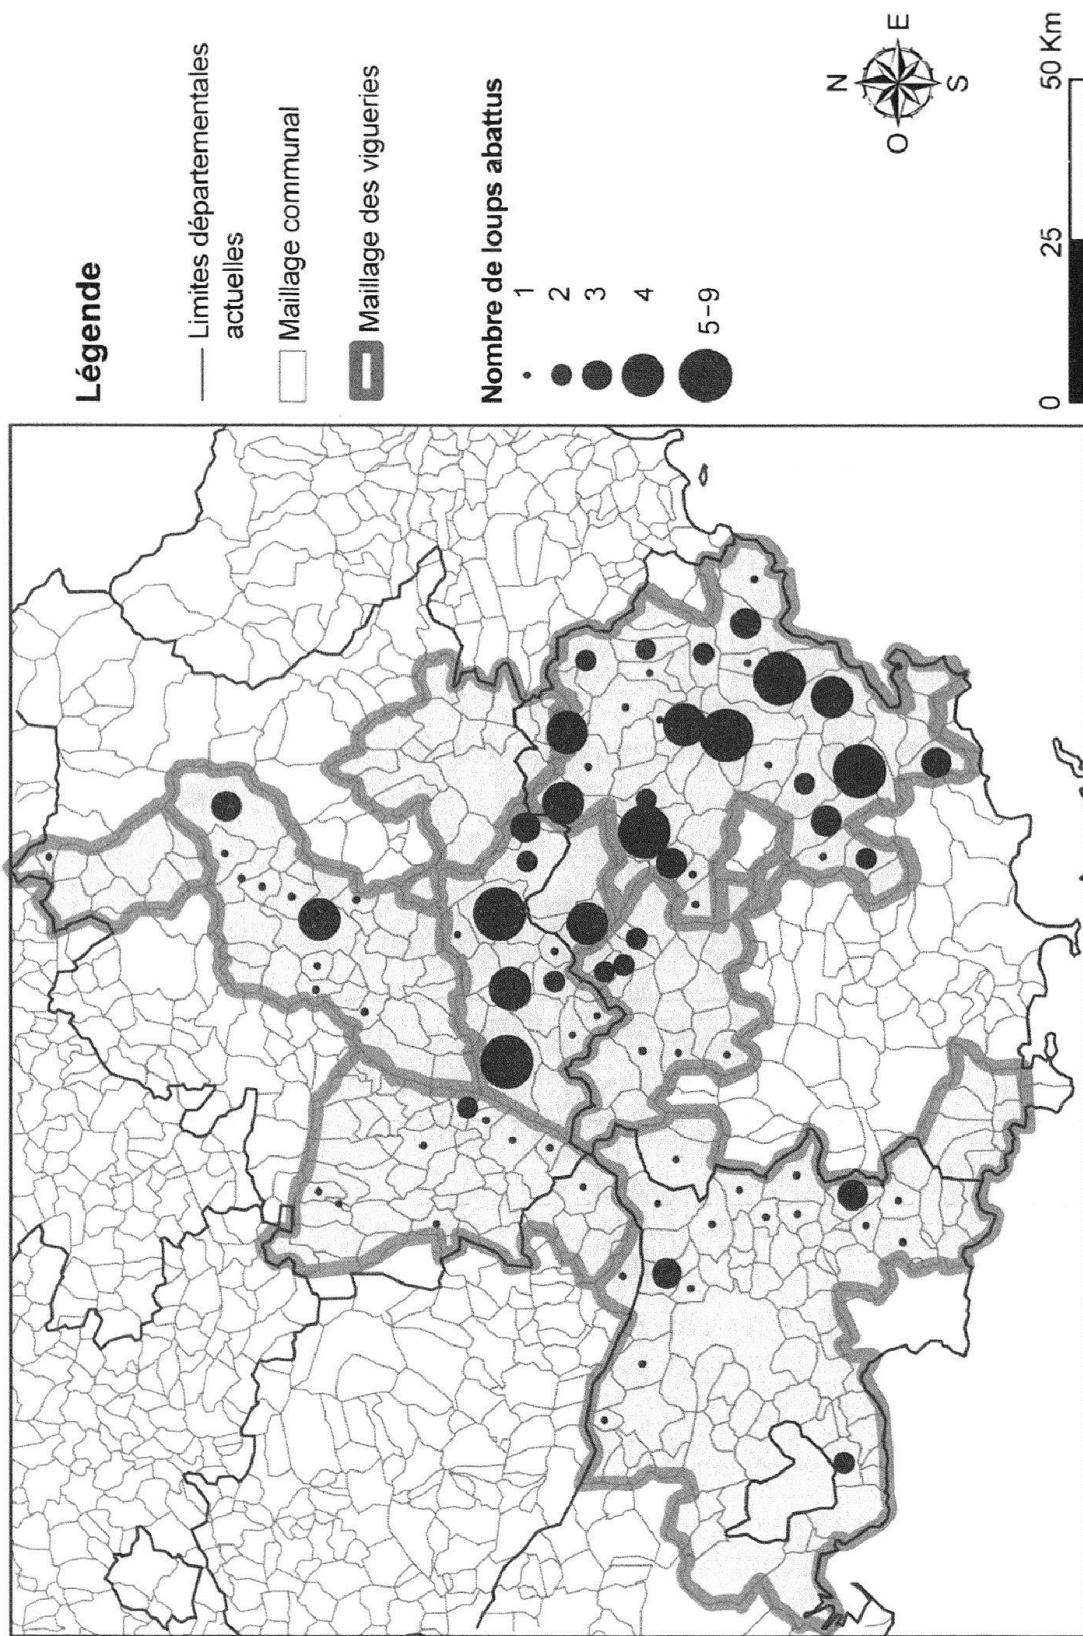 Légende
Limites départementales
actuelles
Maillage communal
Maillage des vigueries
Nombre de loups abattus
1
2
3
4
5-9
N
O
E
S
0
25
50 Km